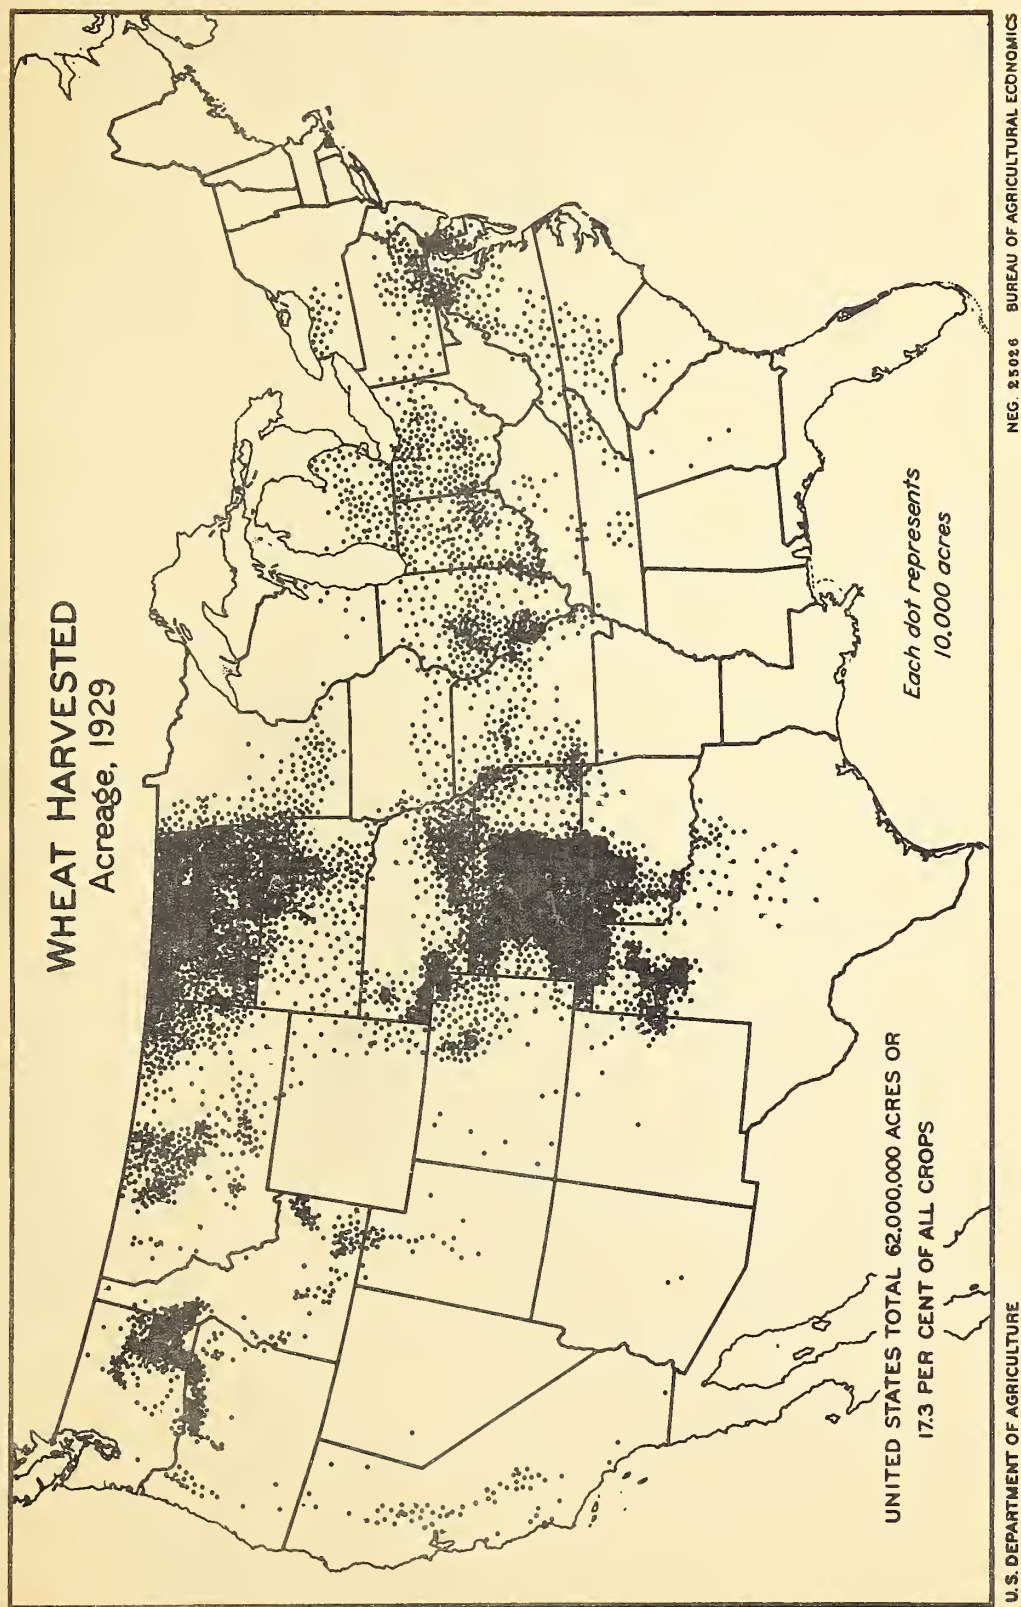 WHEAT HARVESTED
Acreage, 1929
Each dot represents
10,000 acres
UNITED STATES TOTAL 62,000,000 ACRES OR
17.3 PER CENT OF ALL CROPS
U.S. DEPARTMENT OF AGRICULTURE
NEG. 25026 BUREAU OF AGRICULTURAL ECONOMICS